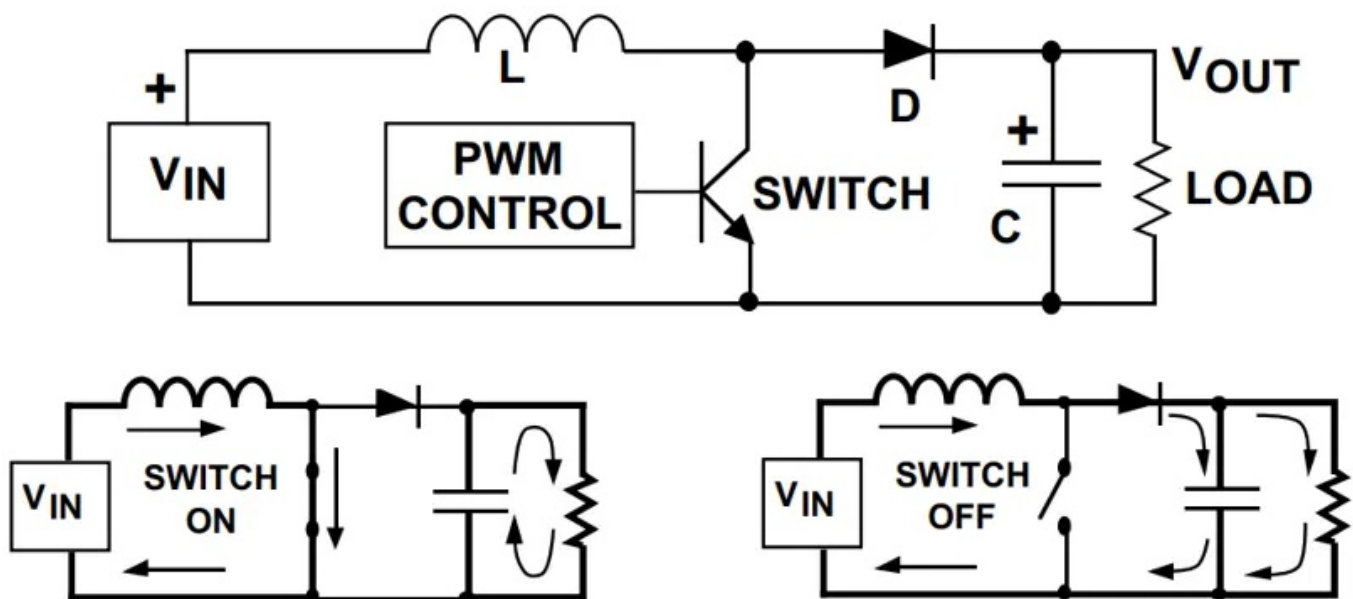 L
+
VIN
PWM
CONTROL
SWITCH
D
+
C
VOUT
LOAD
VIN
SWITCH
ON
VIN
SWITCH
OFF